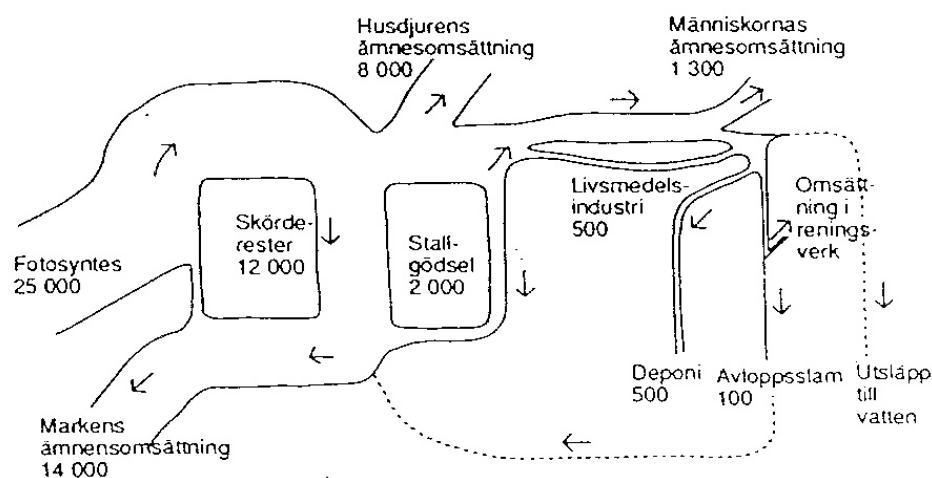 Husdjurens
ämnesomsättning
8 000
Människornas
ämnesomsättning
1 300
Skörde-
rester
12 000
Stall-
gödsel
2 000
Livsmedels-
industri
500
Omsätt-
ning i
renings-
verk
Fotosyntes
25 000
Deponi
500
Avloppsslam
100
Utsläpp
till
vatten
Markens
ämnensomsättning
14 000